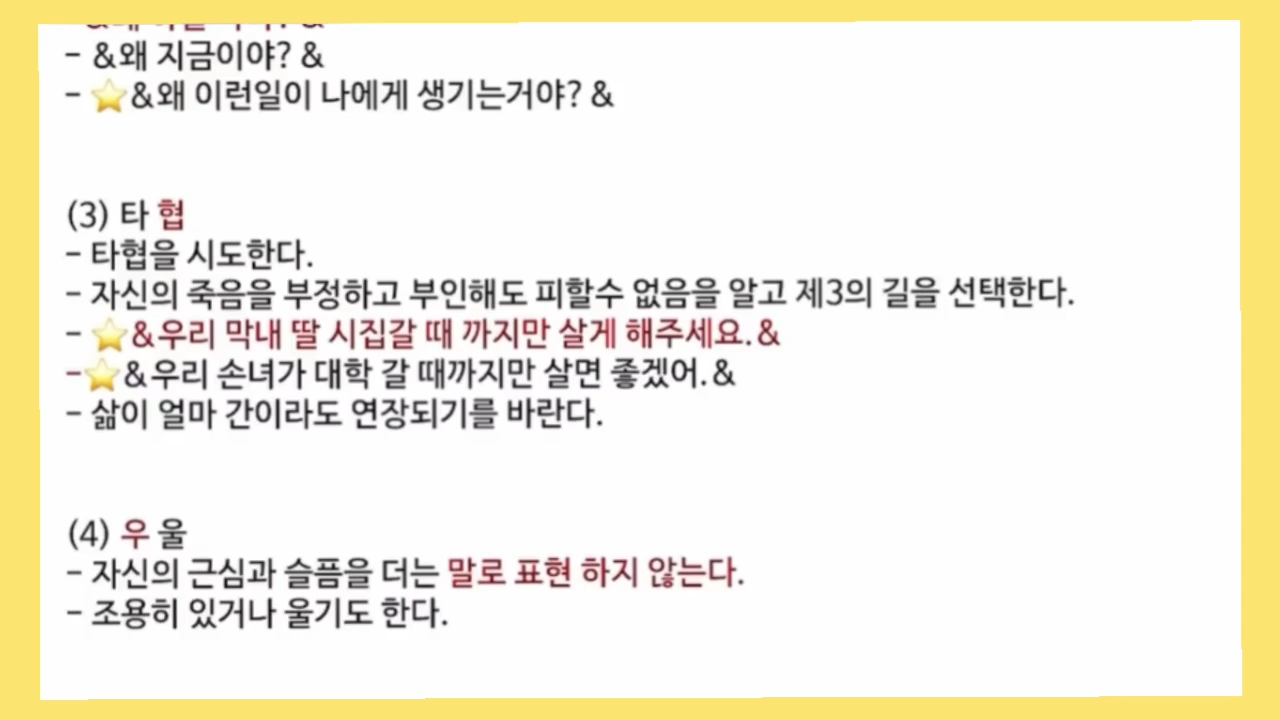 - &왜 지금이야? &
- ⭐&왜 이런일이 나에게 생기는거야? &
(3) 타 협
- 타협을 시도한다.
- 자신의 죽음을 부정하고 부인해도 피할수 없음을 알고 제3의 길을 선택한다.
- ⭐&우리 막내 딸 시집갈 때 까지만 살게 해주세요.&
-⭐&우리 손녀가 대학 갈 때까지만 살면 좋겠어.&
- 삶이 얼마 간이라도 연장되기를 바란다.
(4) 우 울
- 자신의 근심과 슬픔을 더는 말로 표현 하지 않는다.
- 조용히 있거나 울기도 한다.